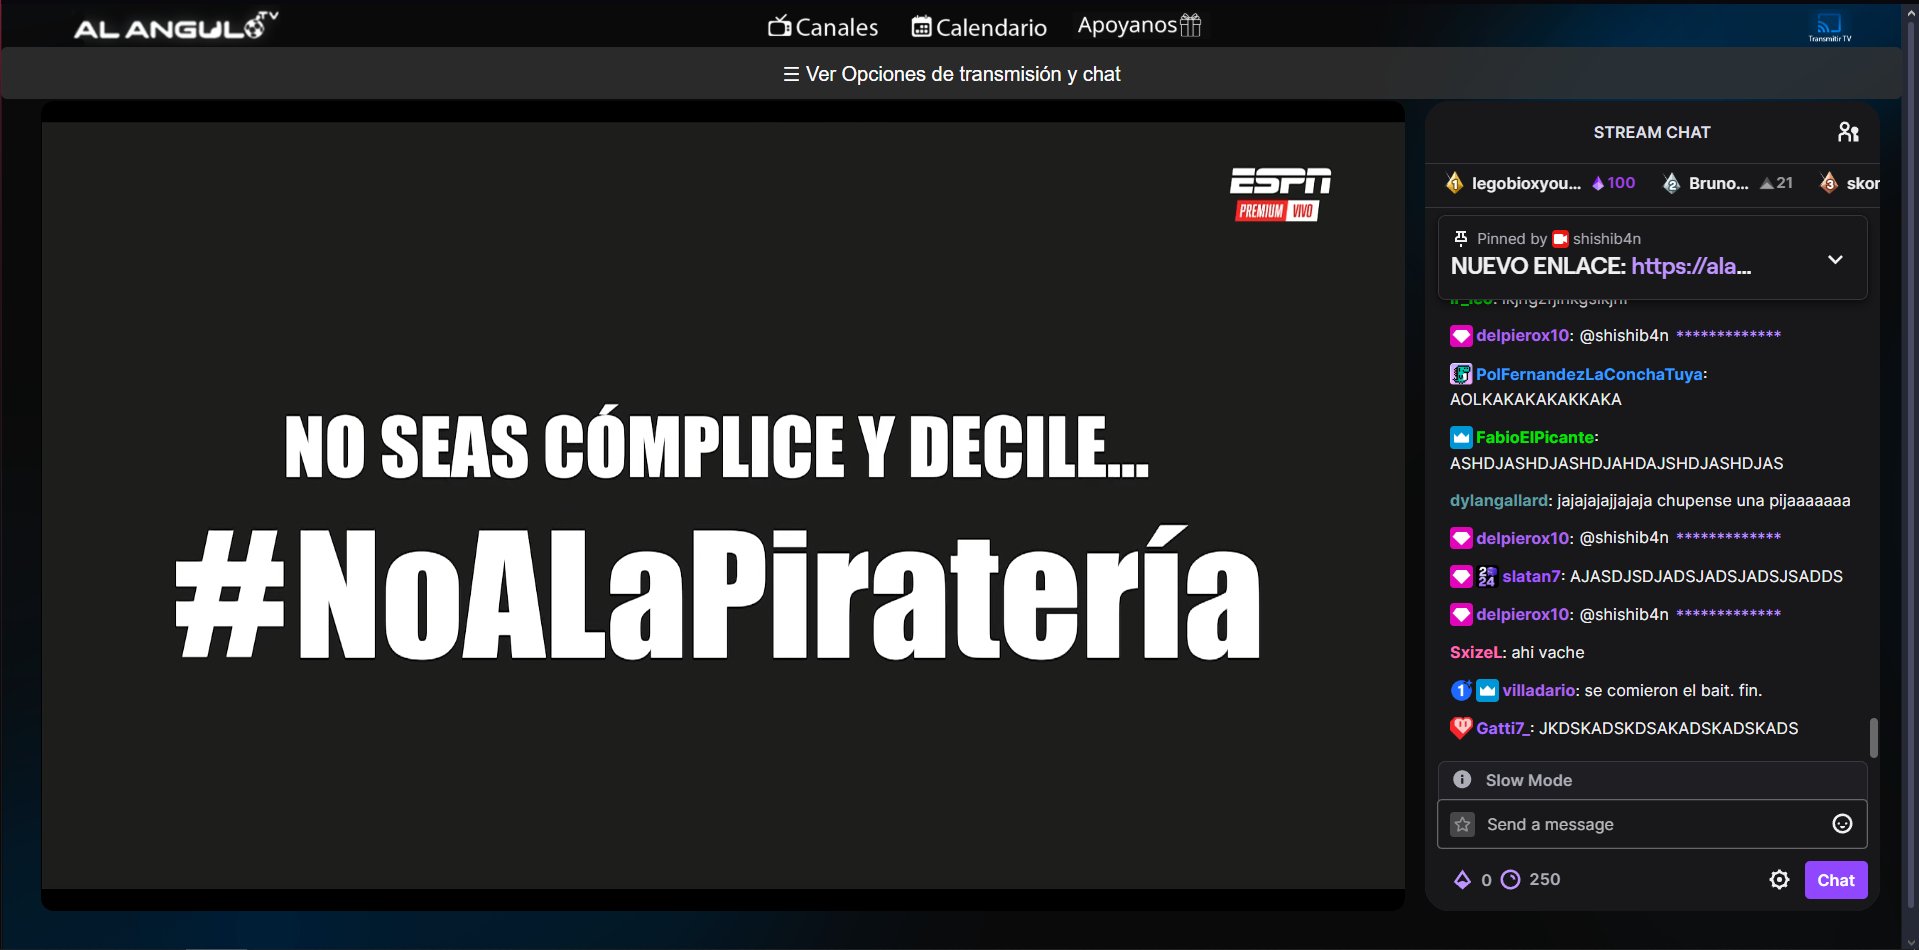 AL ANGULO TV
Canales
Calendario
Apoyanos
Transmitir TV
☰ Ver Opciones de transmisión y chat
ESPN
PREMIUM VIVO
NO SEAS CÓMPLICE Y DECILE...
#NoALaPiratería
STREAM CHAT
1 legobioxyou... 100 2 Bruno... 21 3 skor
Pinned by shishib4n
NUEVO ENLACE: https://ala...
delpierox10: @shishib4n *************
PolFernandezLaConchaTuya:
AOLKAKAKAKAKKAKA
FabioElPicante:
ASHDJASHDJASHDJAHDAJSHDJASHDJAS
dylangallard: jajajajajjajaja chupense una pijaaaaaaa
delpierox10: @shishib4n *************
2 24 slatan7: AJASDJSDJADSJADSJADSJSADDS
delpierox10: @shishib4n *************
SxizeL: ahi vache
1 villadario: se comieron el bait. fin.
Gatti7_: JKDSKADSKDSAKADSKADSKADS
Slow Mode
Send a message
0 250
Chat